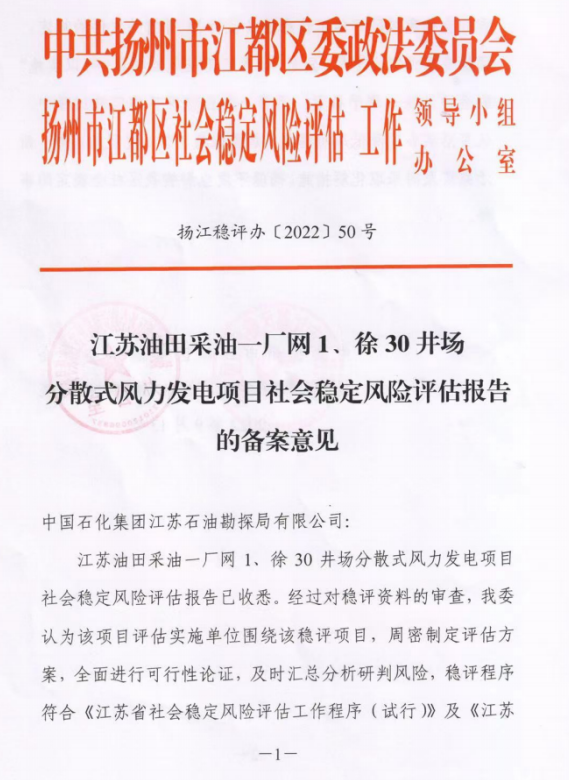 中共扬州市江都区委政法委员会
扬州市江都区社会稳定风险评估 工作 领导小组
办公室
扬江稳评办〔2022〕50号
江苏油田采油一厂网1、徐30井场
分散式风力发电项目社会稳定风险评估报告
的备案意见
中国石化集团江苏石油勘探局有限公司：
江苏油田采油一厂网1、徐30井场分散式风力发电项目
社会稳定风险评估报告已收悉。经过对稳评资料的审查，我委
认为该项目评估实施单位围绕该稳评项目，周密制定评估方
案，全面进行可行性论证，及时汇总分析研判风险，稳评程序
符合《江苏省社会稳定风险评估工作程序（试行）》及《江苏
—1—